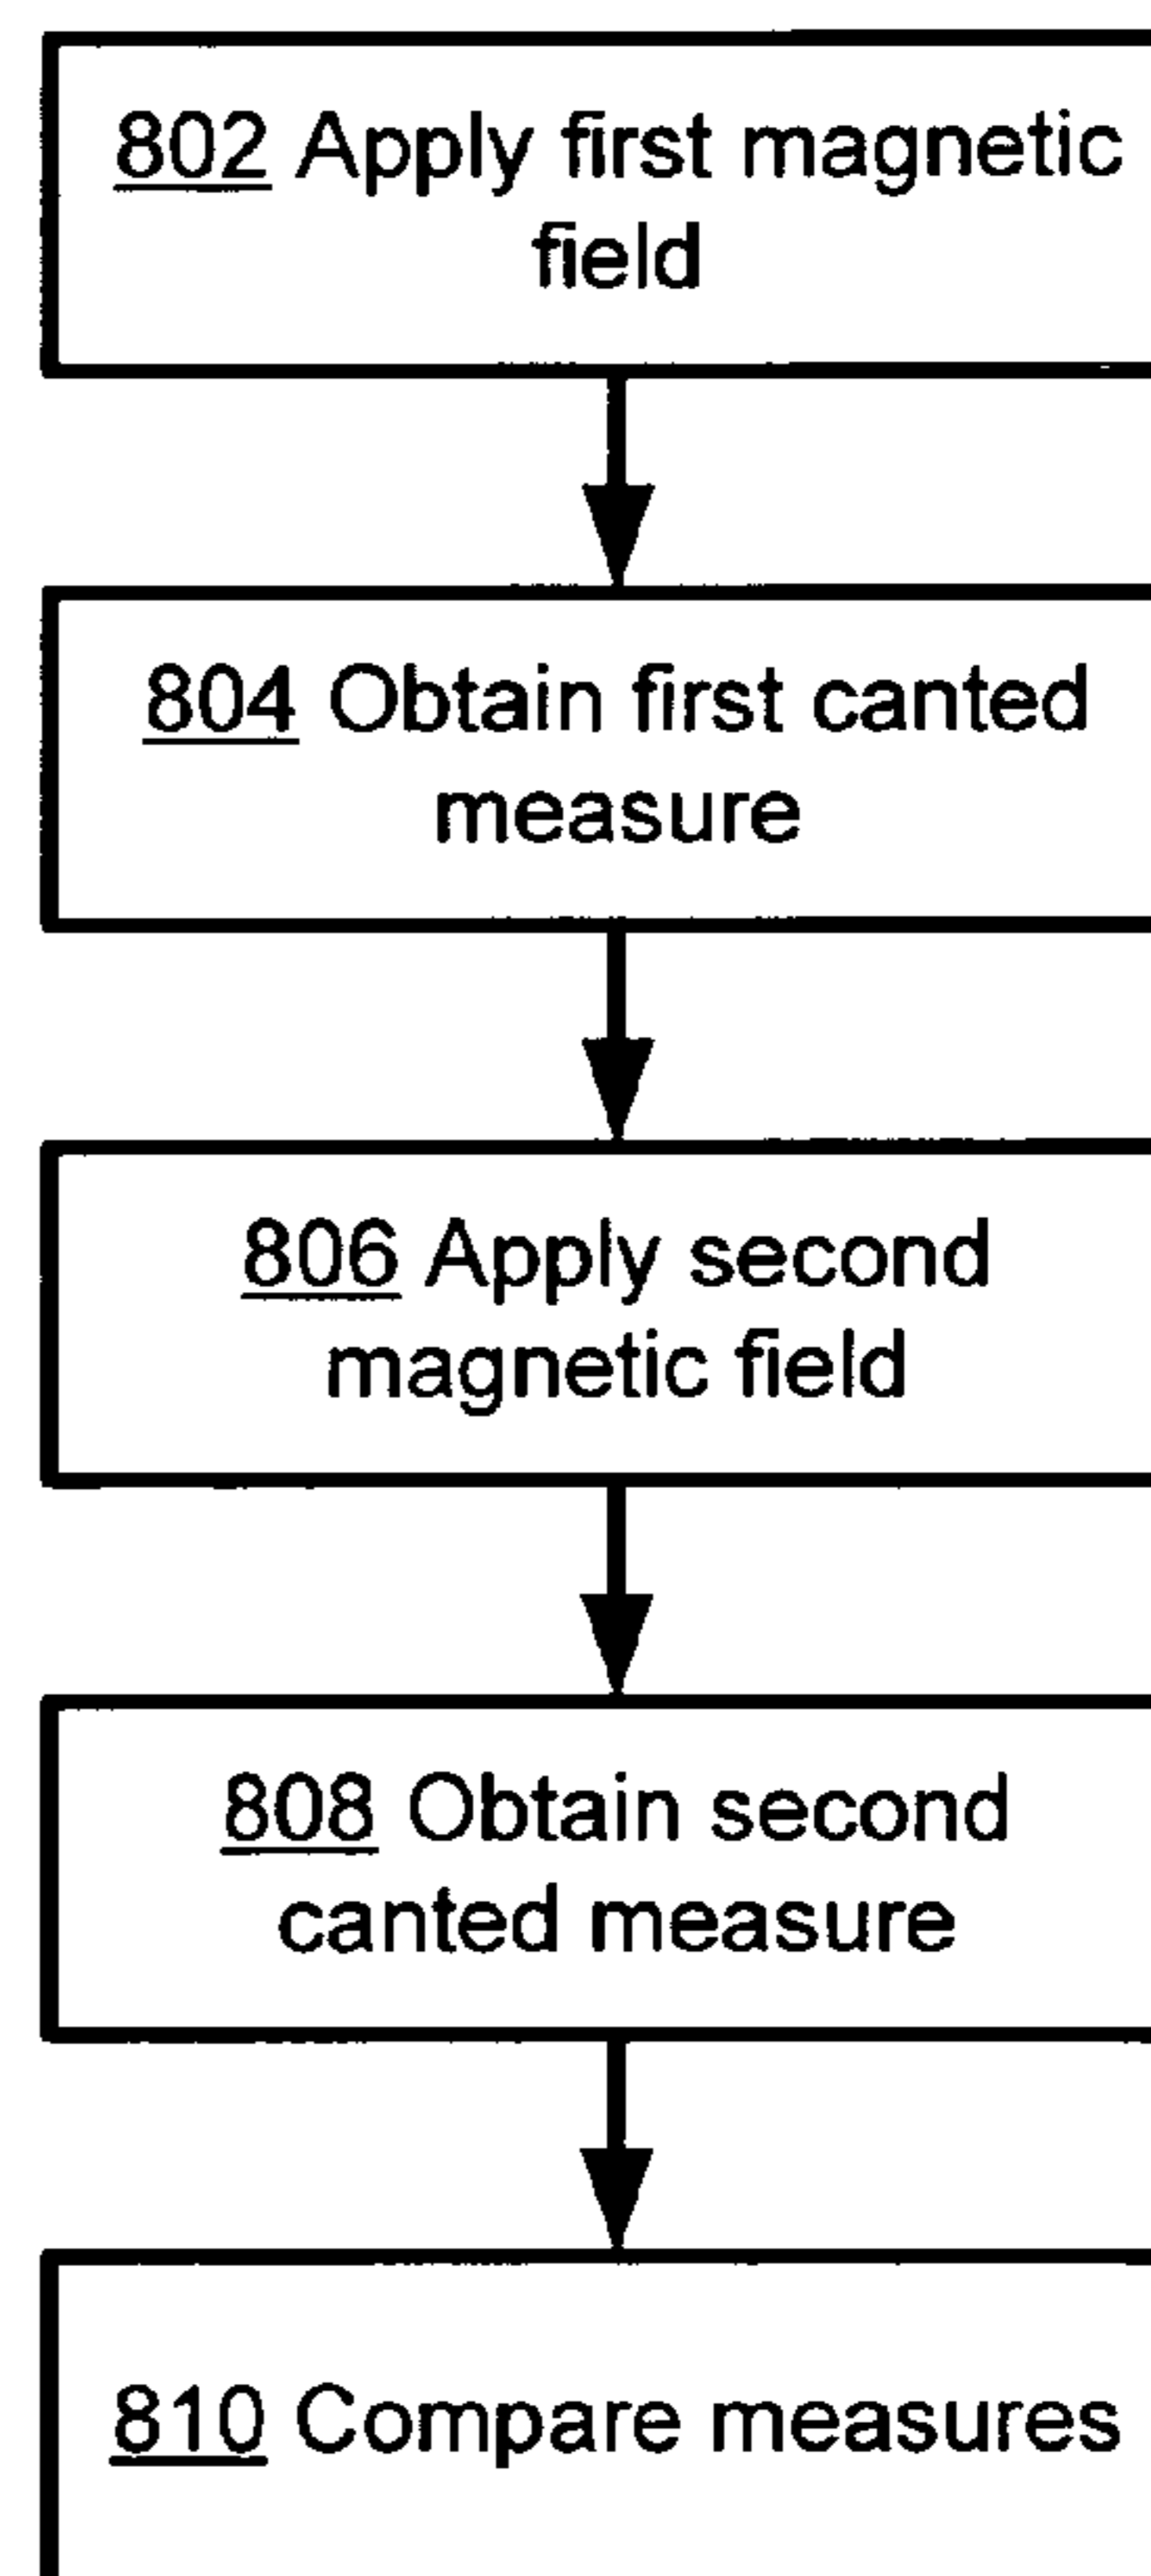 802 Apply first magnetic
field
804 Obtain first canted
measure
806 Apply second
magnetic field
808 Obtain second
canted measure
810 Compare measures